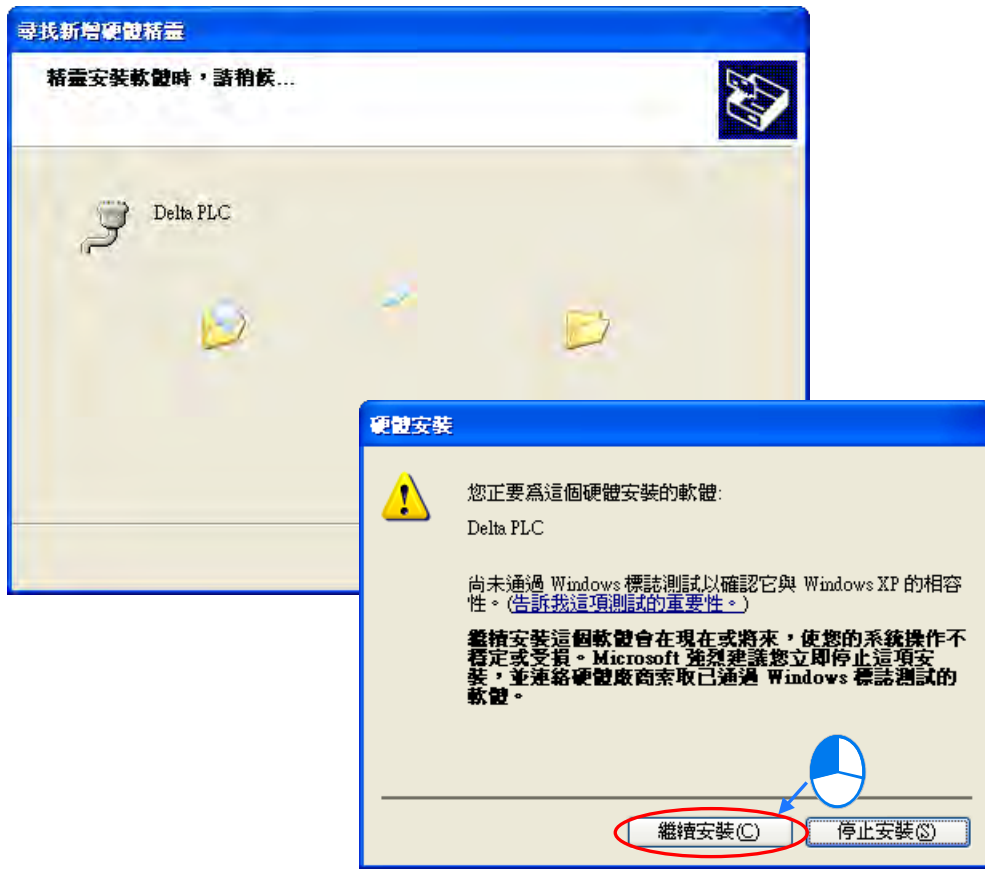 尋找新增硬體精靈
精靈安裝軟體時，請稍候...
Delta PLC
硬體安裝
您正要為這個硬體安裝的軟體:
Delta PLC
尚未通過 Windows 標誌測試以確認它與 Windows XP 的相容
性。(告訴我這項測試的重要性。)
繼續安裝這個軟體會在現在或將來，使您的系統操作不
穩定或受損。Microsoft 強烈建議您立即停止這項安
裝，並連絡硬體廠商索取已通過 Windows 標誌測試的
軟體。
繼續安裝(C)
停止安裝(S)